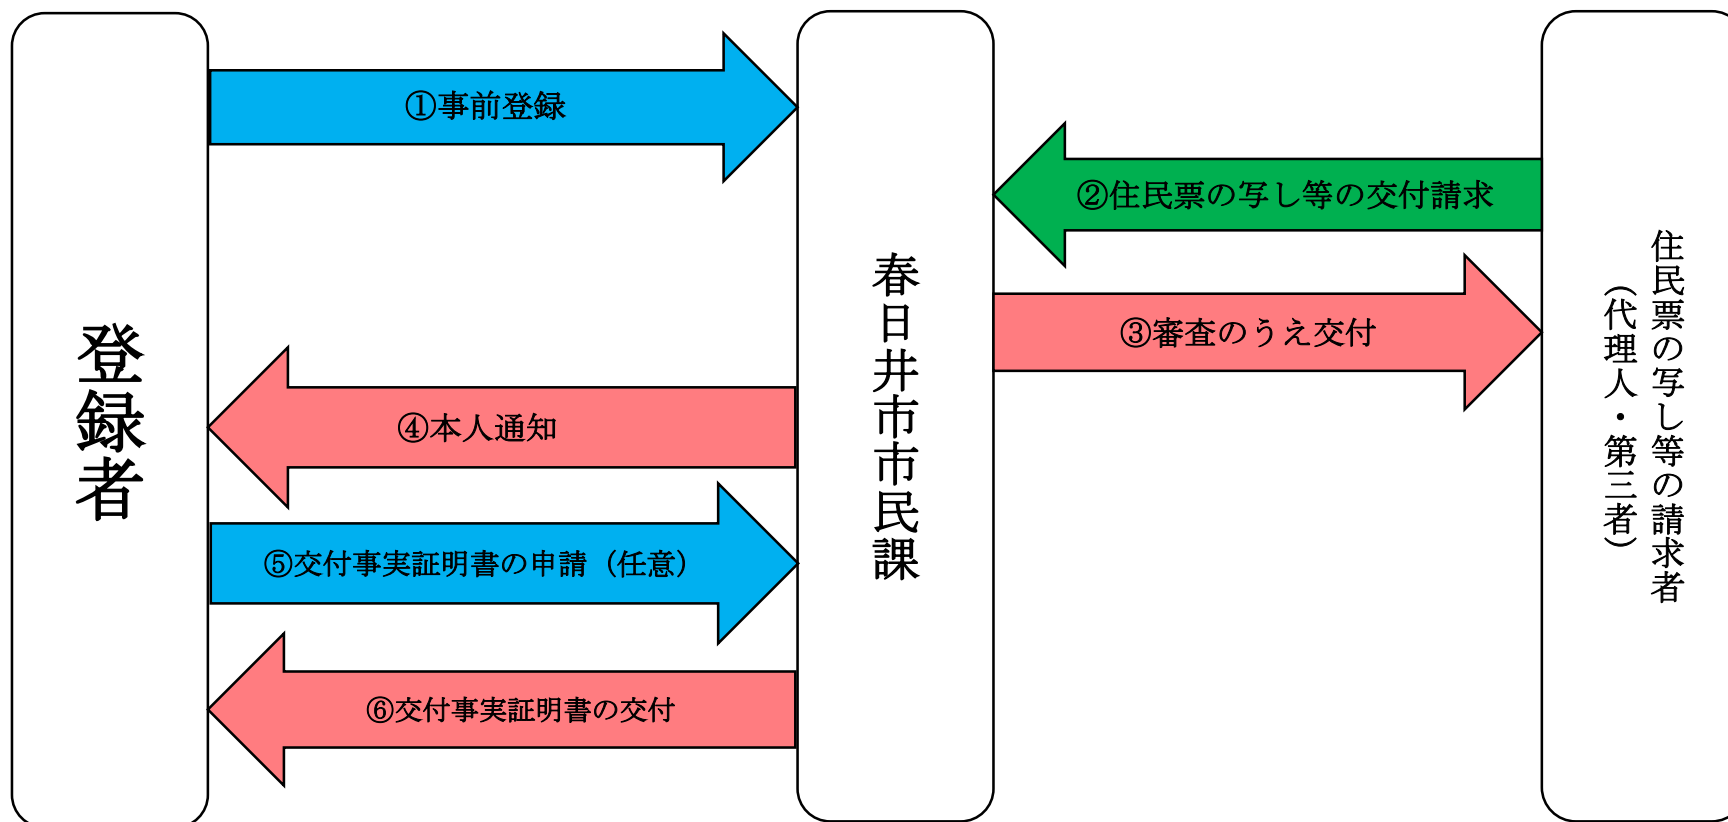 登録者
①事前登録
春日井市市民課
②住民票の写し等の交付請求
③審査のうえ交付
住民票の写し等の請求者
（代理人・第三者）
④本人通知
⑤交付事実証明書の申請（任意）
⑥交付事実証明書の交付